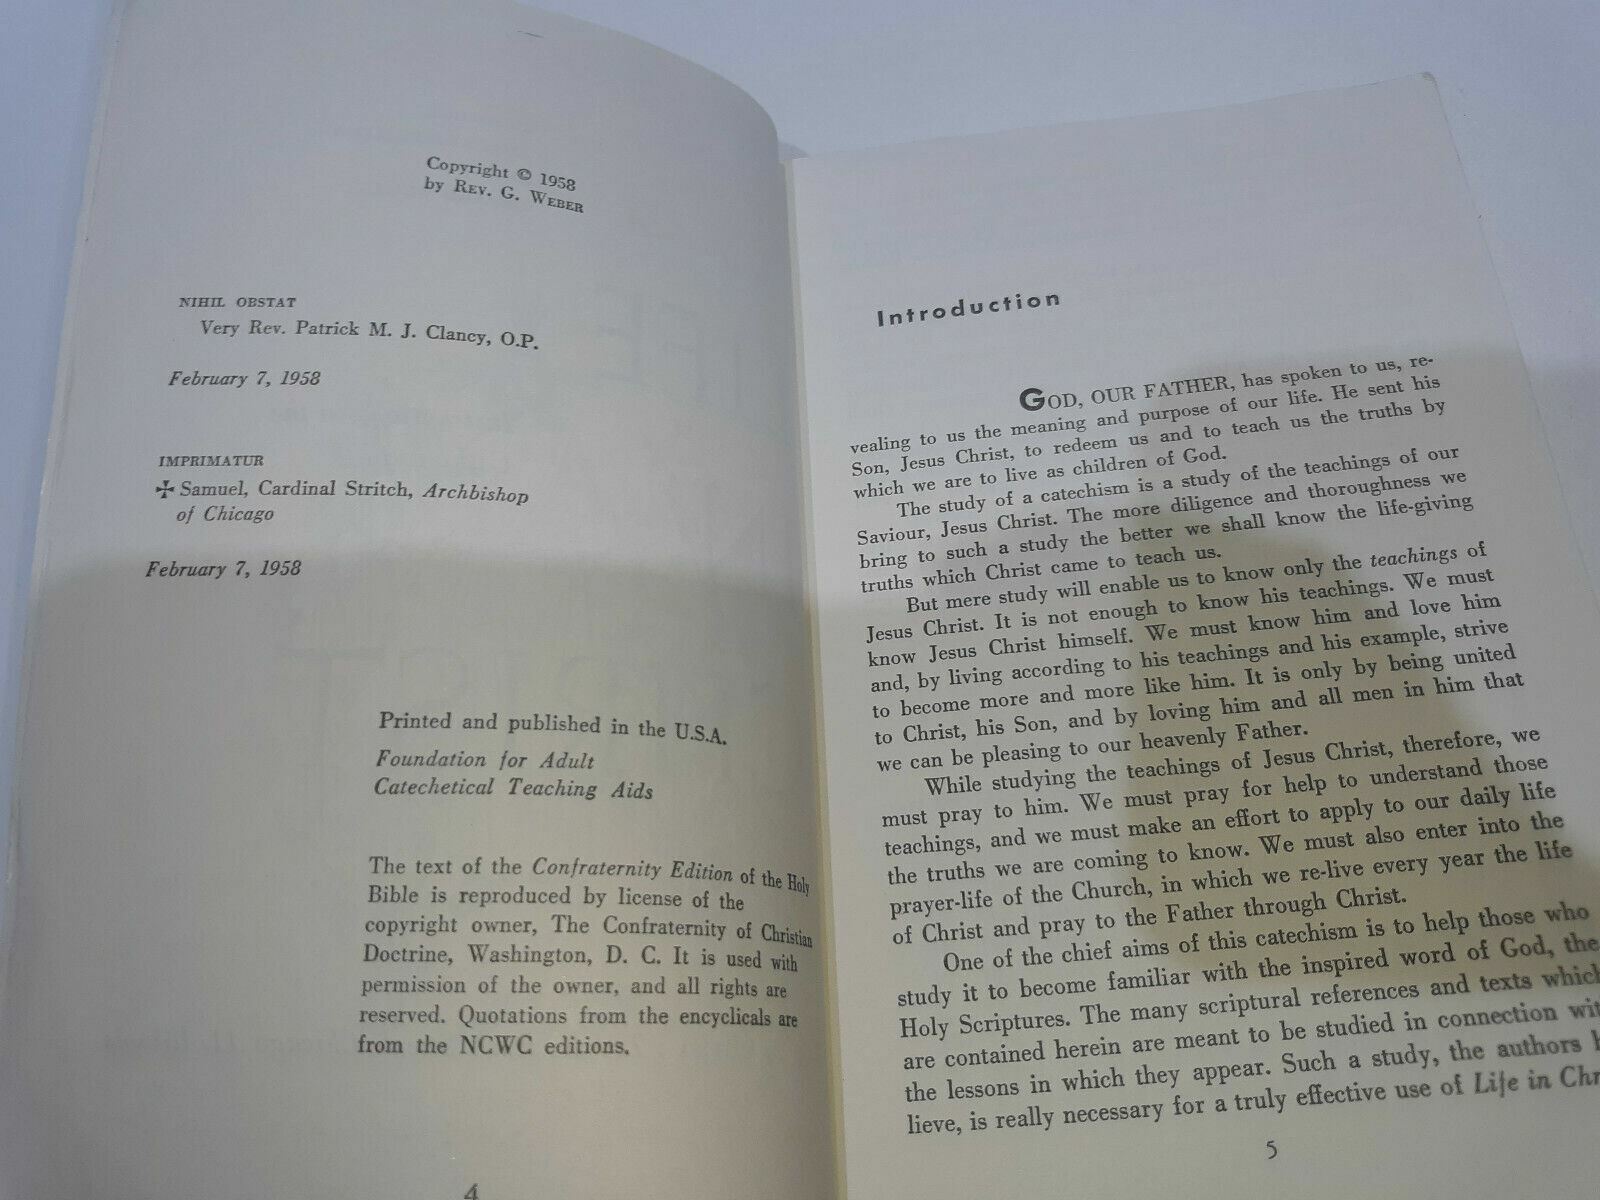 Copyright © 1958
by REV. G. WEBER
NIHIL OBSTAT
Very Rev. Patrick M. J. Clancy, O.P.
February 7, 1958
IMPRIMATUR
✠ Samuel, Cardinal Stritch, Archbishop
of Chicago
February 7, 1958
Printed and published in the U.S.A.
Foundation for Adult
Catechetical Teaching Aids
The text of the Confraternity Edition of the Holy
Bible is reproduced by license of the
copyright owner, The Confraternity of Christian
Doctrine, Washington, D. C. It is used with
permission of the owner, and all rights are
reserved. Quotations from the encyclicals are
from the NCWC editions.
4
Introduction
GOD, OUR FATHER, has spoken to us, re-
vealing to us the meaning and purpose of our life. He sent his
Son, Jesus Christ, to redeem us and to teach us the truths by
which we are to live as children of God.
The study of a catechism is a study of the teachings of our
Saviour, Jesus Christ. The more diligence and thoroughness we
bring to such a study the better we shall know the life-giving
truths which Christ came to teach us.
But mere study will enable us to know only the teachings of
Jesus Christ. It is not enough to know his teachings. We must
know Jesus Christ himself. We must know him and love him
and, by living according to his teachings and his example, strive
to become more and more like him. It is only by being united
to Christ, his Son, and by loving him and all men in him that
we can be pleasing to our heavenly Father.
While studying the teachings of Jesus Christ, therefore, we
must pray to him. We must pray for help to understand those
teachings, and we must make an effort to apply to our daily life
the truths we are coming to know. We must also enter into the
prayer-life of the Church, in which we re-live every year the life
of Christ and pray to the Father through Christ.
One of the chief aims of this catechism is to help those who
study it to become familiar with the inspired word of God, the
Holy Scriptures. The many scriptural references and texts which
are contained herein are meant to be studied in connection wit
the lessons in which they appear. Such a study, the authors b
lieve, is really necessary for a truly effective use of Life in Chr
5